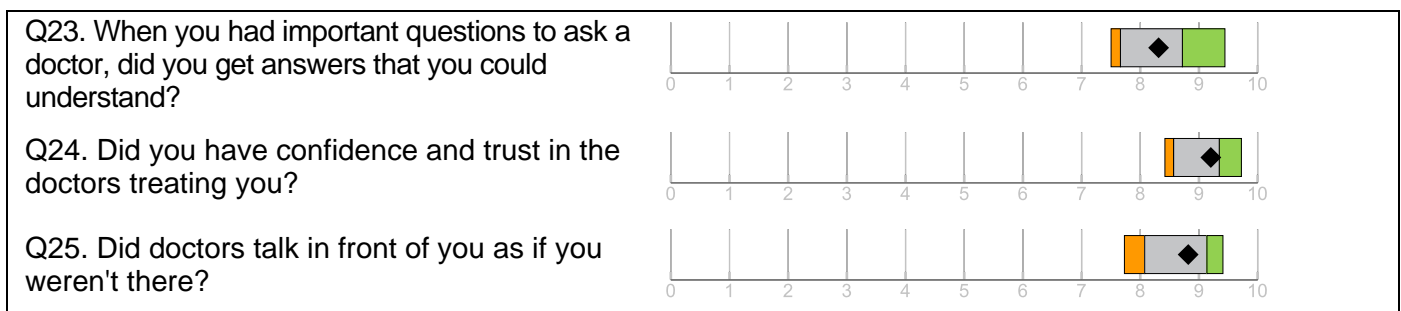 Q23. When you had important questions to ask a
doctor, did you get answers that you could
understand?
0 1 2 3 4 5 6 7 8 9 10
Q24. Did you have confidence and trust in the
doctors treating you?
0 1 2 3 4 5 6 7 8 9 10
Q25. Did doctors talk in front of you as if you
weren't there?
0 1 2 3 4 5 6 7 8 9 10